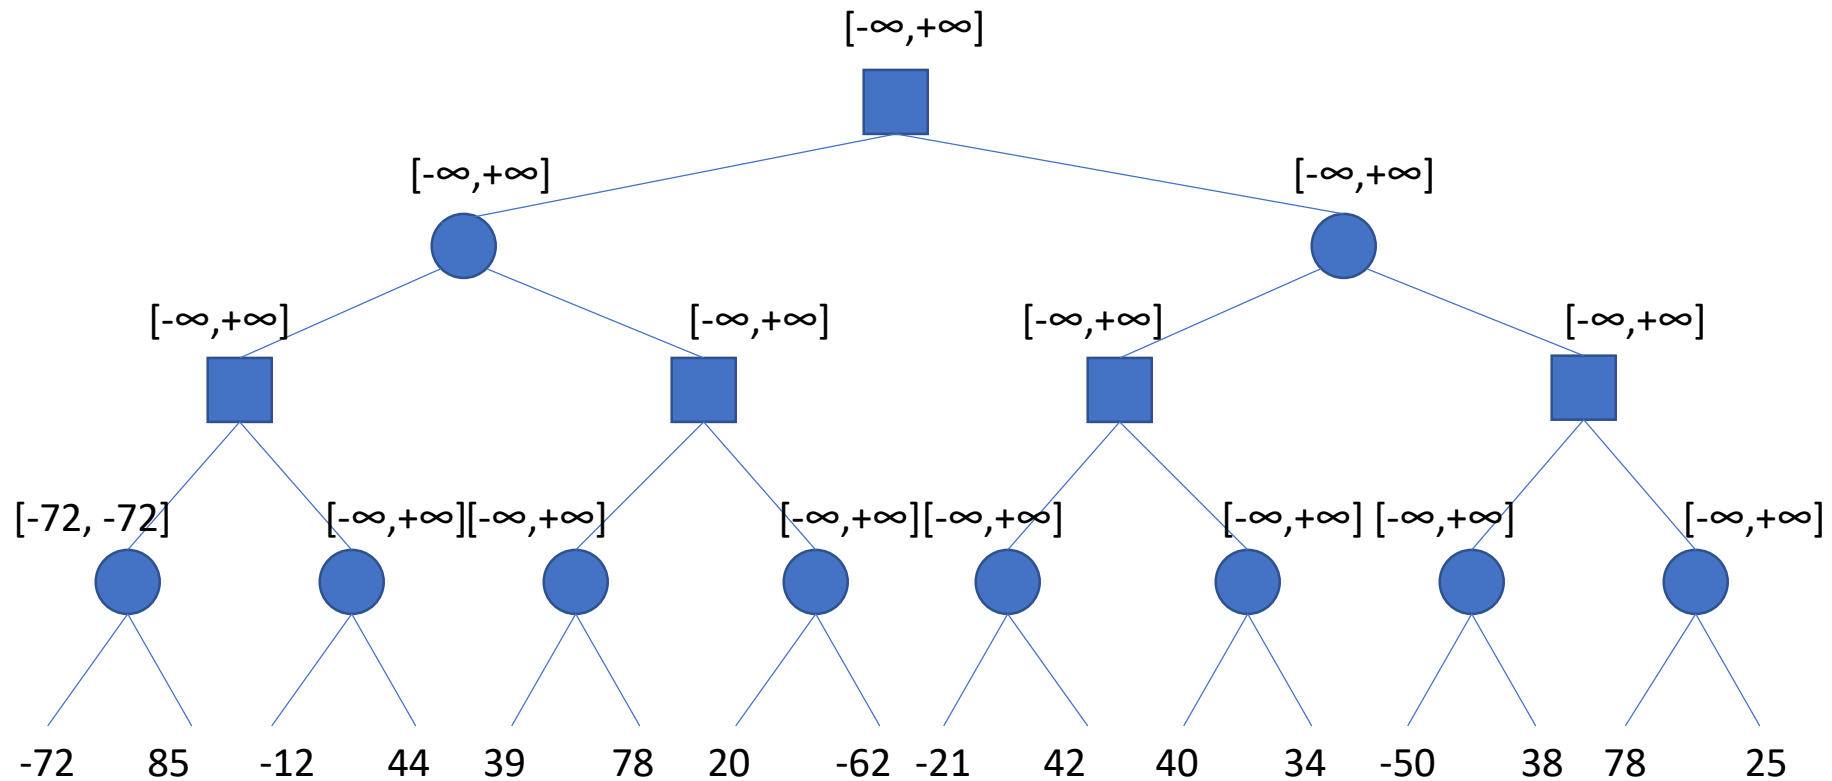 [-∞,+∞]
[-∞,+∞] [-∞,+∞]
[-∞,+∞] [-∞,+∞] [-∞,+∞] [-∞,+∞]
[-72, -72] [-∞,+∞] [-∞,+∞] [-∞,+∞] [-∞,+∞] [-∞,+∞] [-∞,+∞] [-∞,+∞]
-72 85 -12 44 39 78 20 -62 -21 42 40 34 -50 38 78 25